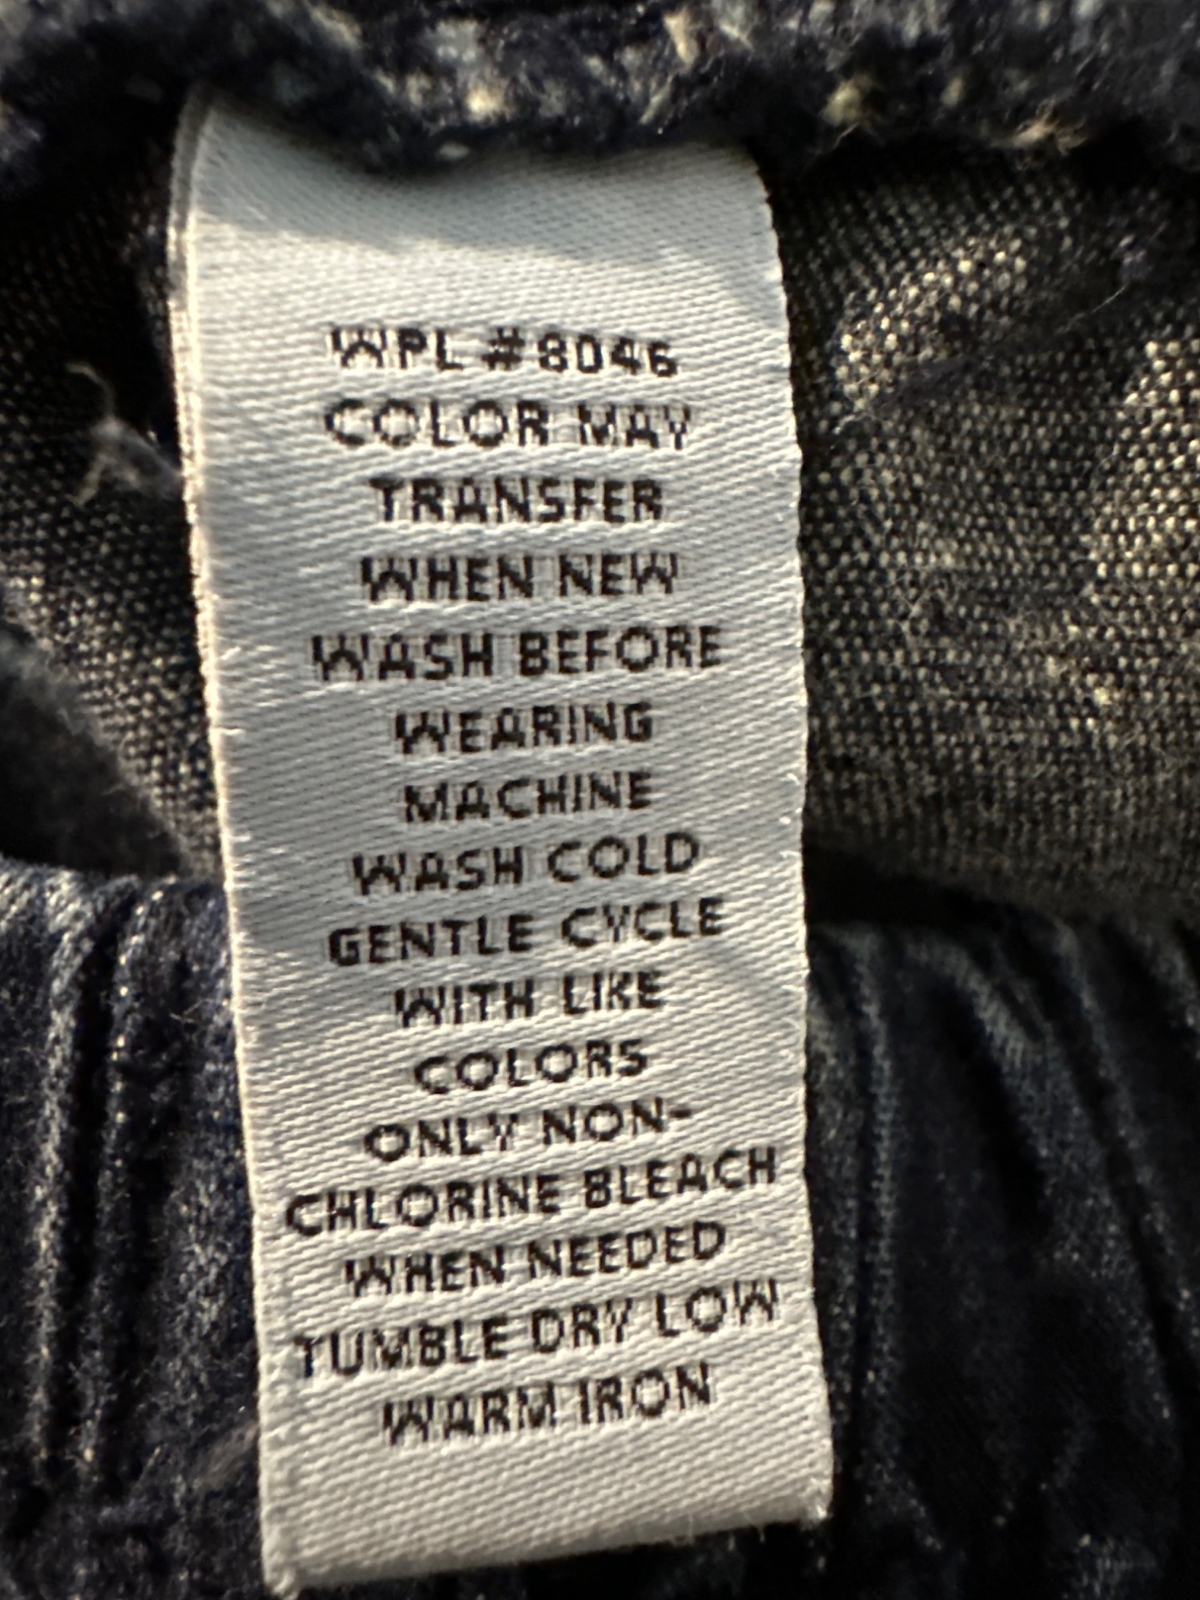 WPL #8046
COLOR MAY
TRANSFER
WHEN NEW
WASH BEFORE
WEARING
MACHINE
WASH COLD
GENTLE CYCLE
WITH LIKE
COLORS
ONLY NON-
CHLORINE BLEACH
WHEN NEEDED
TUMBLE DRY LOW
WARM IRON